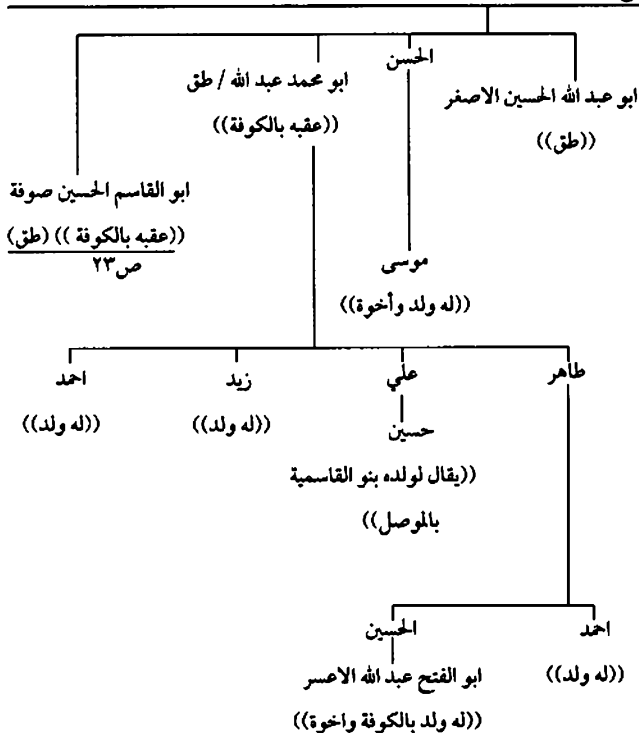 الحسن
ابو عبد الله الحسين الاصغر
((طق))
ابو محمد عبد الله / طق
((عقبه بالكوفة))
ابو القاسم الحسين صوفة
((عقبه بالكوفة )) (طق)
ص٢٣
موسى
((له ولد وأخوة))
طاهر
علي
زيد
احمد
((له ولد))
((له ولد))
حسين
((يقال لولده بنو القاسمية
بالموصل))
احمد
((له ولد))
الحسين
ابو الفتح عبد الله الاعسر
((له ولد بالكوفة واخوة))